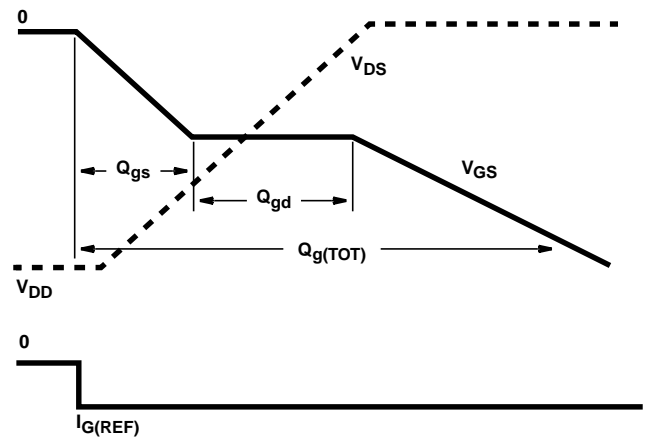 0
V_DS
Q_gs
V_GS
Q_gd
Q_g(TOT)
V_DD
0
I_G(REF)